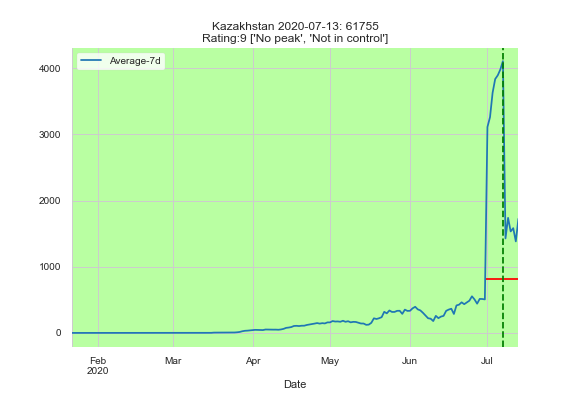 Kazakhstan 2020-07-13: 61755
Rating:9 ['No peak', 'Not in control']
Average-7d
4000
3000
2000
1000
0
Feb
2020
Mar
Apr
May
Jun
Jul
Date